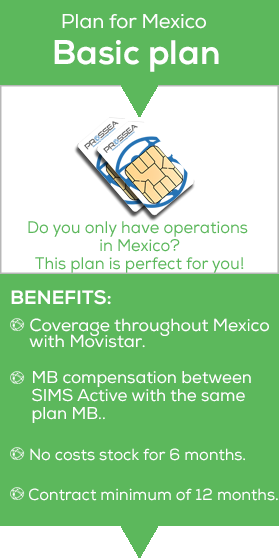 Plan for Mexico
Basic plan
PROSSEA
PROSSEA
Do you only have operations
in Mexico?
This plan is perfect for you!
BENEFITS:
Coverage throughout Mexico
with Movistar.
MB compensation between
SIMS Active with the same
plan MB..
No costs stock for 6 months.
Contract minimum of 12 months.